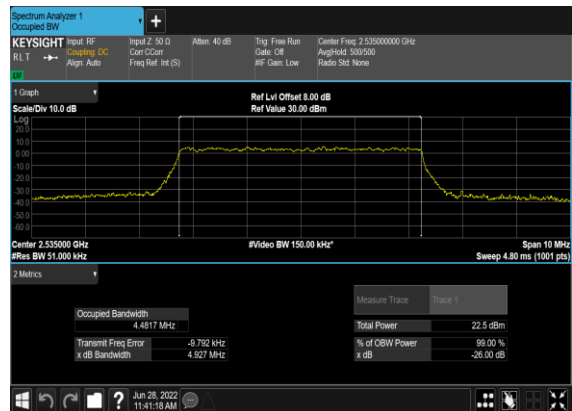 Spectrum Analyzer 1
Occupied BW
+
KEYSIGHT Input: RF Input Z: 50 Ω Atten: 40 dB Trig: Free Run Center Freq: 2.535000000 GHz
RLT Coupling: DC Corr CCorr Gate: Off Avg|Hold: 500/500
Align: Auto Freq Ref: Int (S) #IF Gain: Low Radio Std: None
1 Graph
Ref Lvl Offset 8.00 dB
Scale/Div 10.0 dB Ref Value 30.00 dBm
Log
20.0
10.0
0.00
-10.0
-20.0
-30.0
-40.0
-50.0
-60.0
Center 2.535000 GHz #Video BW 150.00 kHz* Span 10 MHz
#Res BW 51.000 kHz Sweep 4.80 ms (1001 pts)
2 Metrics
Measure Trace Trace 1
Occupied Bandwidth
4.4817 MHz Total Power 22.5 dBm
Transmit Freq Error -9.792 kHz % of OBW Power 99.00 %
x dB Bandwidth 4.927 MHz x dB -26.00 dB
? Jun 28, 2022
11:41:18 AM